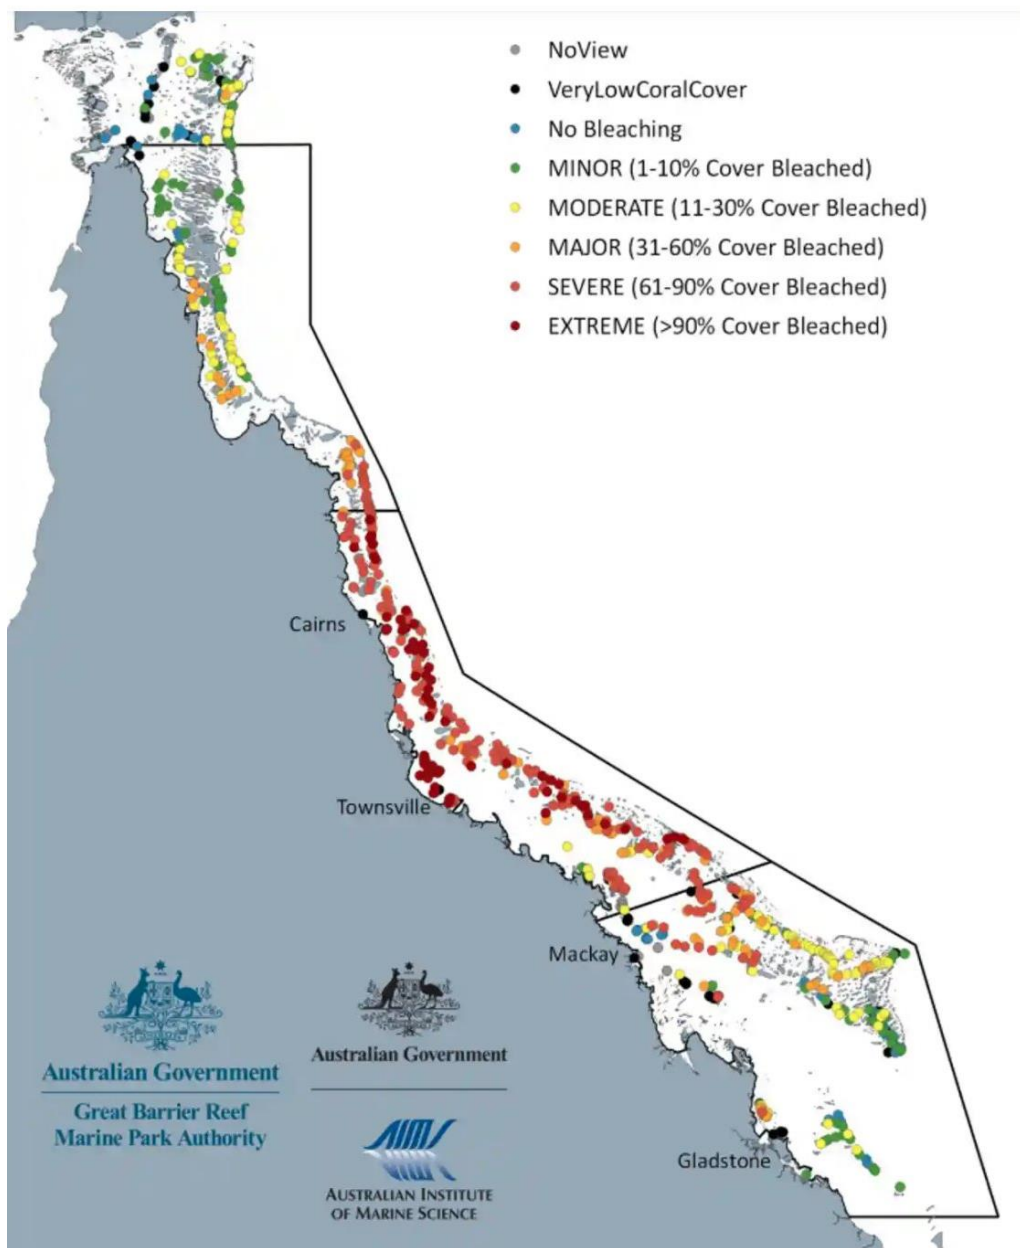 NoView
VeryLowCoralCover
No Bleaching
MINOR (1-10% Cover Bleached)
MODERATE (11-30% Cover Bleached)
MAJOR (31-60% Cover Bleached)
SEVERE (61-90% Cover Bleached)
EXTREME (>90% Cover Bleached)
Cairns
Townsville
Mackay
Gladstone
Australian Government
Great Barrier Reef
Marine Park Authority
Australian Government
AIMS
AUSTRALIAN INSTITUTE
OF MARINE SCIENCE